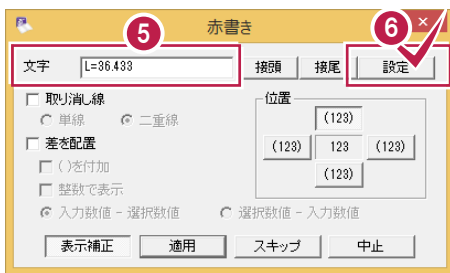 赤書き
5
6
文字 L=36.433 接頭 接尾 設定
取り消し線
単線 二重線
差を配置
( )を付加
整数で表示
入力数値 - 選択数値 選択数値 - 入力数値
位置
(123)
(123) 123 (123)
(123)
表示補正 適用 スキップ 中止